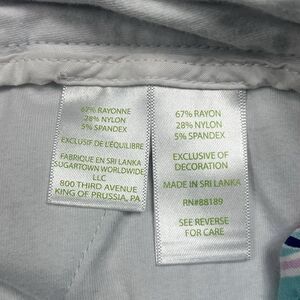 67% RAYONNE
28% NYLON
5% SPANDEX
EXCLUSIF DE L'ÉQUILIBRE
FABRIQUE EN SRI LANKA
SUGARTOWN WORLDWIDE
LLC
800 THIRD AVENUE
KING OF PRUSSIA, PA
67% RAYON
28% NYLON
5% SPANDEX
EXCLUSIVE OF
DECORATION
MADE IN SRI LANKA
RN#88189
SEE REVERSE
FOR CARE